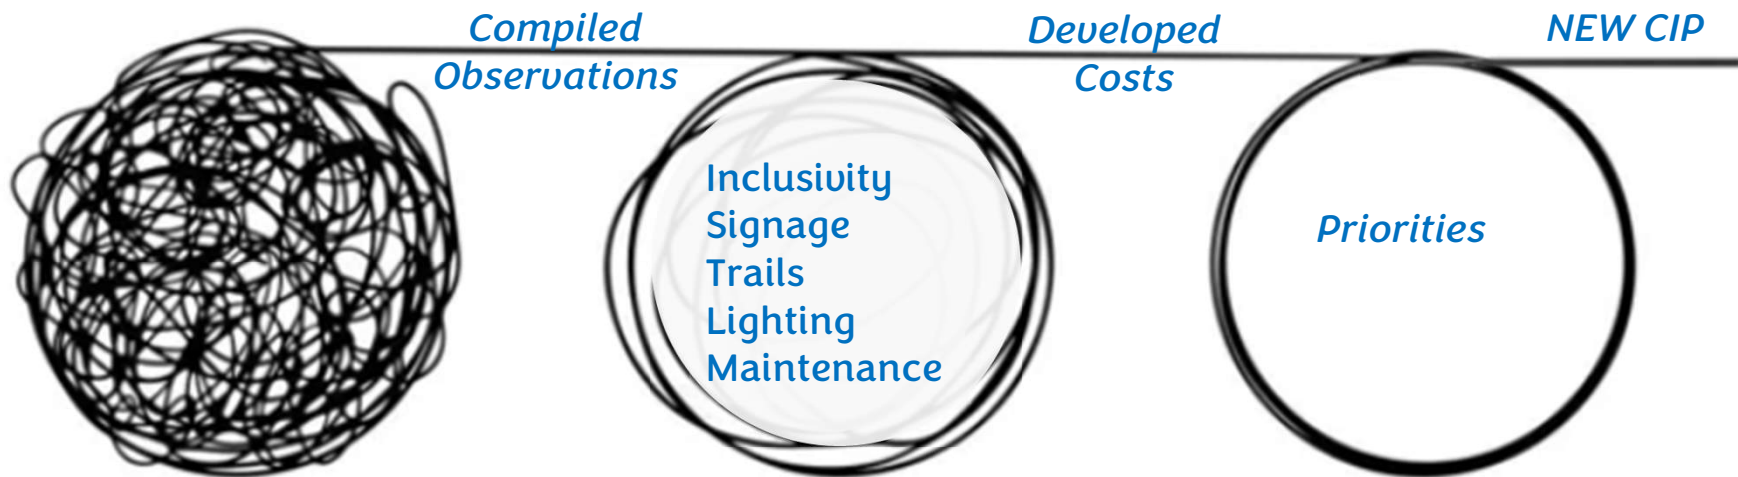 Compiled
Observations
Developed
Costs
NEW CIP
Inclusivity
Signage
Trails
Lighting
Maintenance
Priorities